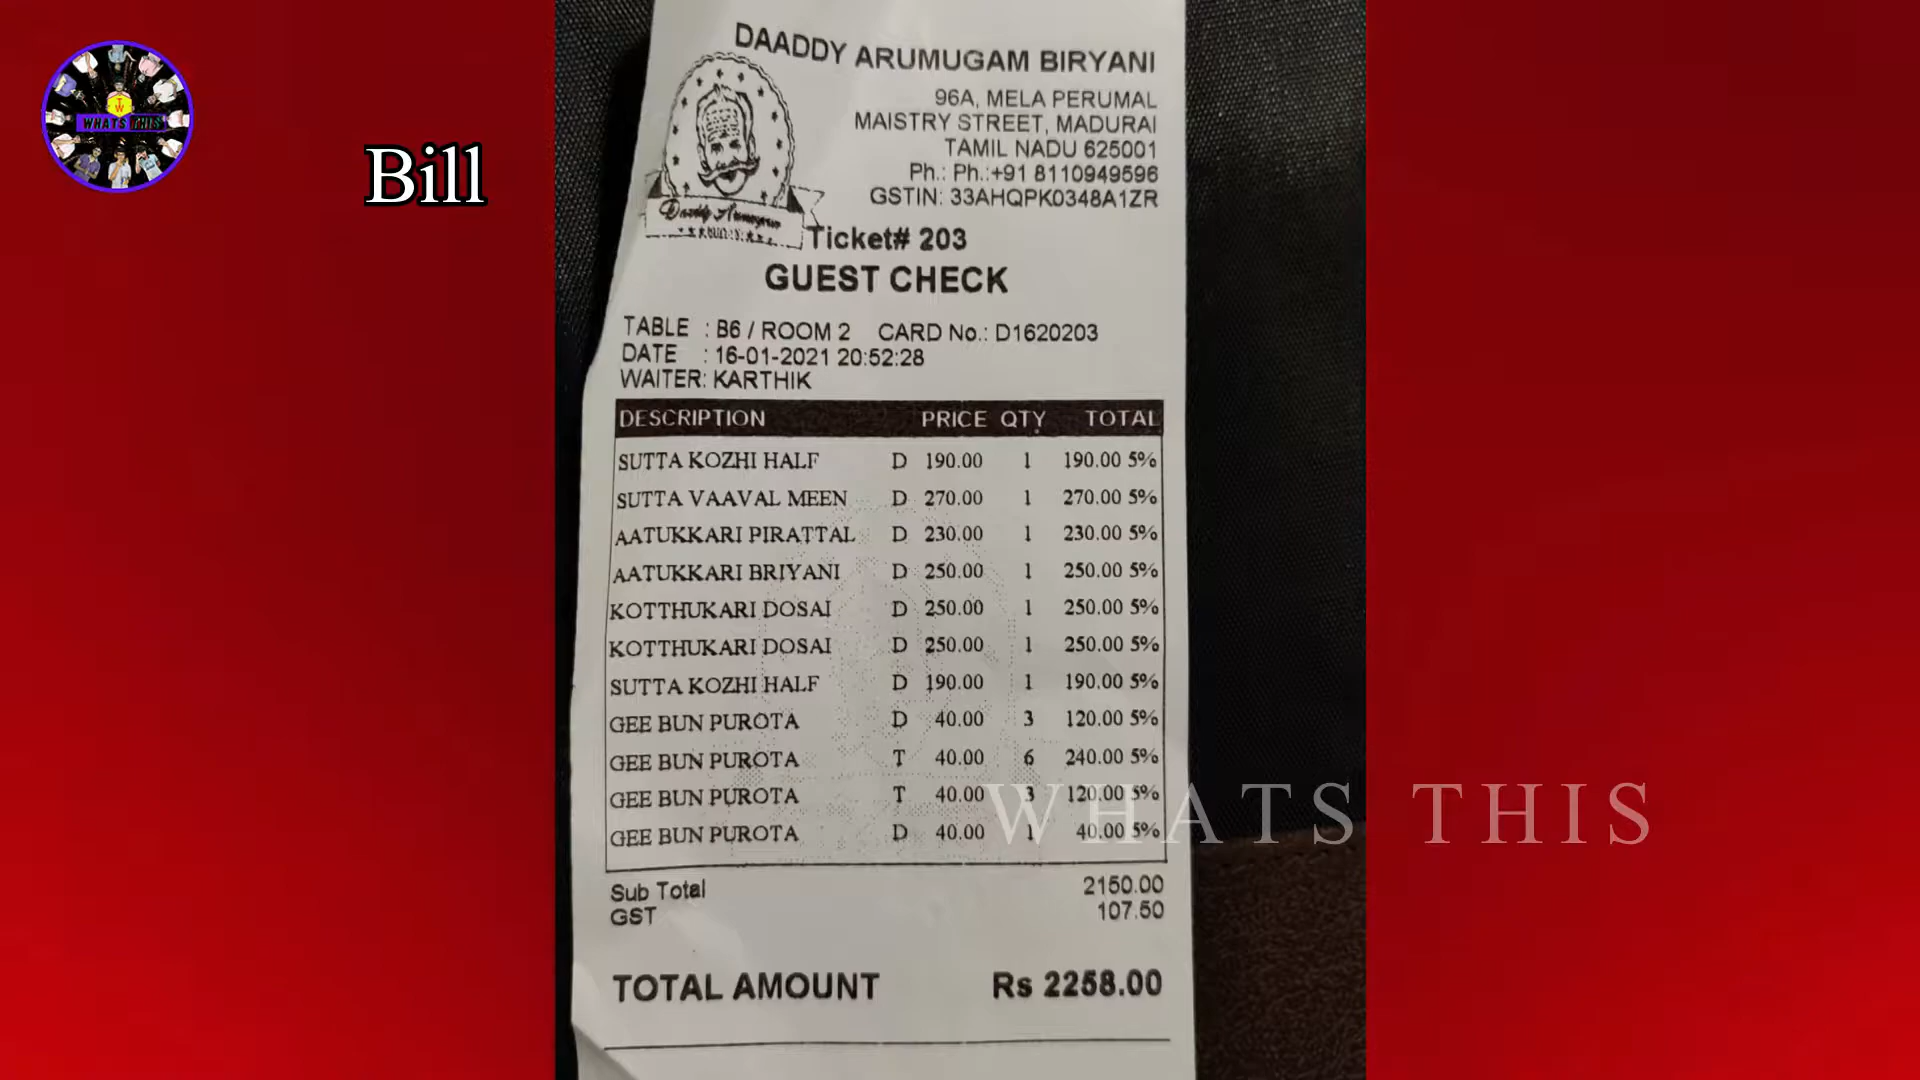 WHATS THIS
Bill
DAADDY ARUMUGAM BIRYANI
96A, MELA PERUMAL
MAISTRY STREET, MADURAI
TAMIL NADU 625001
Ph.: Ph.:+91 8110949596
GSTIN: 33AHQPK0348A1ZR
Daaddy Arumugam
Ticket# 203
GUEST CHECK
TABLE : B6 / ROOM 2 CARD No.: D1620203
DATE : 16-01-2021 20:52:28
WAITER: KARTHIK
DESCRIPTION PRICE QTY TOTAL
SUTTA KOZHI HALF D 190.00 1 190.00 5%
SUTTA VAAVAL MEEN D 270.00 1 270.00 5%
AATUKKARI PIRATTAL D 230.00 1 230.00 5%
AATUKKARI BRIYANI D 250.00 1 250.00 5%
KOTTHUKARI DOSAI D 250.00 1 250.00 5%
KOTTHUKARI DOSAI D 250.00 1 250.00 5%
SUTTA KOZHI HALF D 190.00 1 190.00 5%
GEE BUN PUROTA D 40.00 3 120.00 5%
GEE BUN PUROTA T 40.00 6 240.00 5%
GEE BUN PUROTA T 40.00 3 120.00 5%
GEE BUN PUROTA D 40.00 1 40.00 5%
WHATS THIS
Sub Total 2150.00
GST 107.50
TOTAL AMOUNT Rs 2258.00